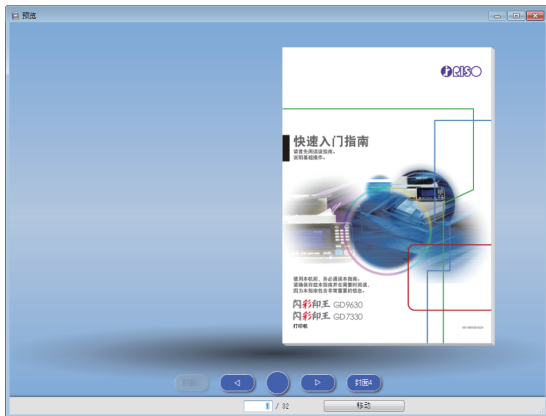 预览
RISO
快速入门指南
请首先阅读该指南。
说明基础操作。
使用本机前，务必通读本指南。
请确保存放本指南并在需要时阅读，
因为本指南包含非常重要的信息。
闪彩印王 GD9630
闪彩印王 GD7330
打印机
封面4
1 / 32 移动